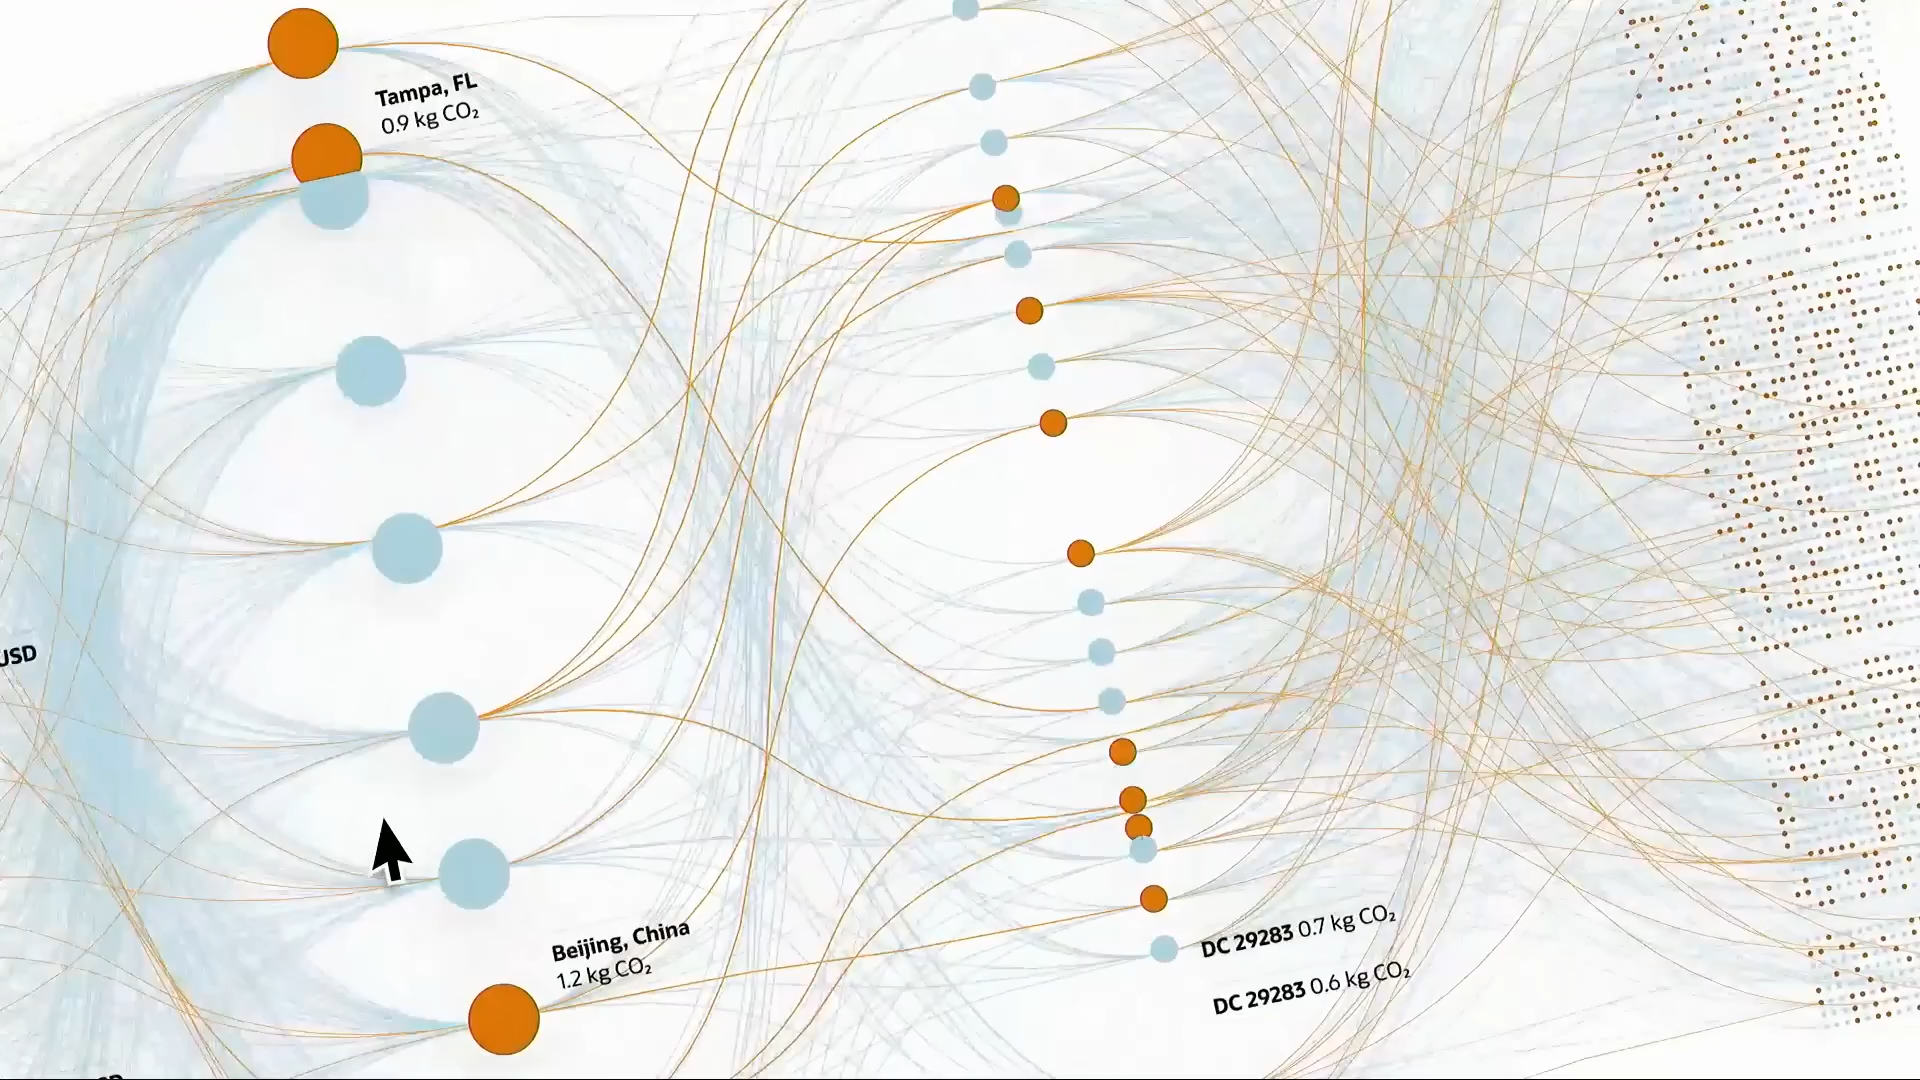 Tampa, FL
0.9 kg CO₂
USD
Beijing, China
1.2 kg CO₂
DC 29283 0.7 kg CO₂
DC 29283 0.6 kg CO₂